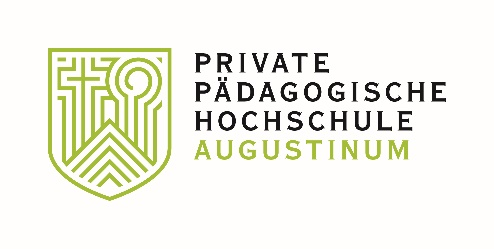 PRIVATE
PÄDAGOGISCHE
HOCHSCHULE
AUGUSTINUM